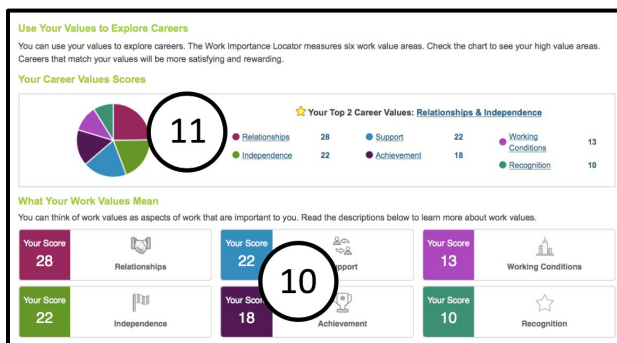 Use Your Values to Explore Careers
You can use your values to explore careers. The Work Importance Locator measures six work value areas. Check the chart to see your high value areas.
Careers that match your values will be more satisfying and rewarding.
Your Career Values Scores
Your Top 2 Career Values: Relationships & Independence
11
Relationships 28 Support 22 Working Conditions 13
Independence 22 Achievement 18 Recognition 10
What Your Work Values Mean
You can think of work values as aspects of work that are important to you. Read the descriptions below to learn more about work values.
Your Score 28 Relationships
Your Score 22 pport
Your Score 13 Working Conditions
10
Your Score 22 Independence
Your Score 18 Achievement
Your Score 10 Recognition